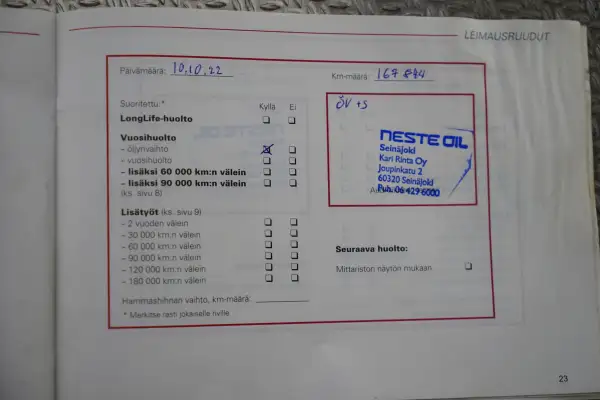 LEIMAUSRUUDUT
Päivämäärä: 10.10.22
Km-määrä: 167 844
Suoritettu: *
Kyllä Ei
LongLife-huolto
Vuosihuolto
– öljynvaihto
– vuosihuolto
– lisäksi 60 000 km:n välein
– lisäksi 90 000 km:n välein
(ks. sivu 8)
Lisätyöt (ks. sivu 9)
– 2 vuoden välein
– 30 000 km:n välein
– 60 000 km:n välein
– 90 000 km:n välein
– 120 000 km:n välein
– 180 000 km:n välein
Hammashihnan vaihto, km-määrä:
* Merkitse rasti jokaiselle riville
ÖV +S
NESTE OIL
Seinäjoki
Kari Rinta Oy
Joupinkatu 2
60320 Seinäjoki
Puh. 06 429 6000
Seuraava huolto:
Mittariston näytön mukaan
23